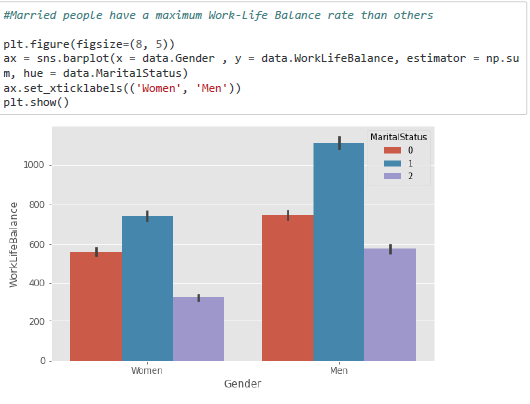 #Married people have a maximum Work-Life Balance rate than others
plt.figure(figsize=(8, 5))
ax = sns.barplot(x = data.Gender , y = data.WorkLifeBalance, estimator = np.su
m, hue = data.MaritalStatus)
ax.set_xticklabels(('Women', 'Men'))
plt.show()
MaritalStatus
0
1
2
1000
800
600
400
200
0
WorkLifeBalance
Women Men
Gender